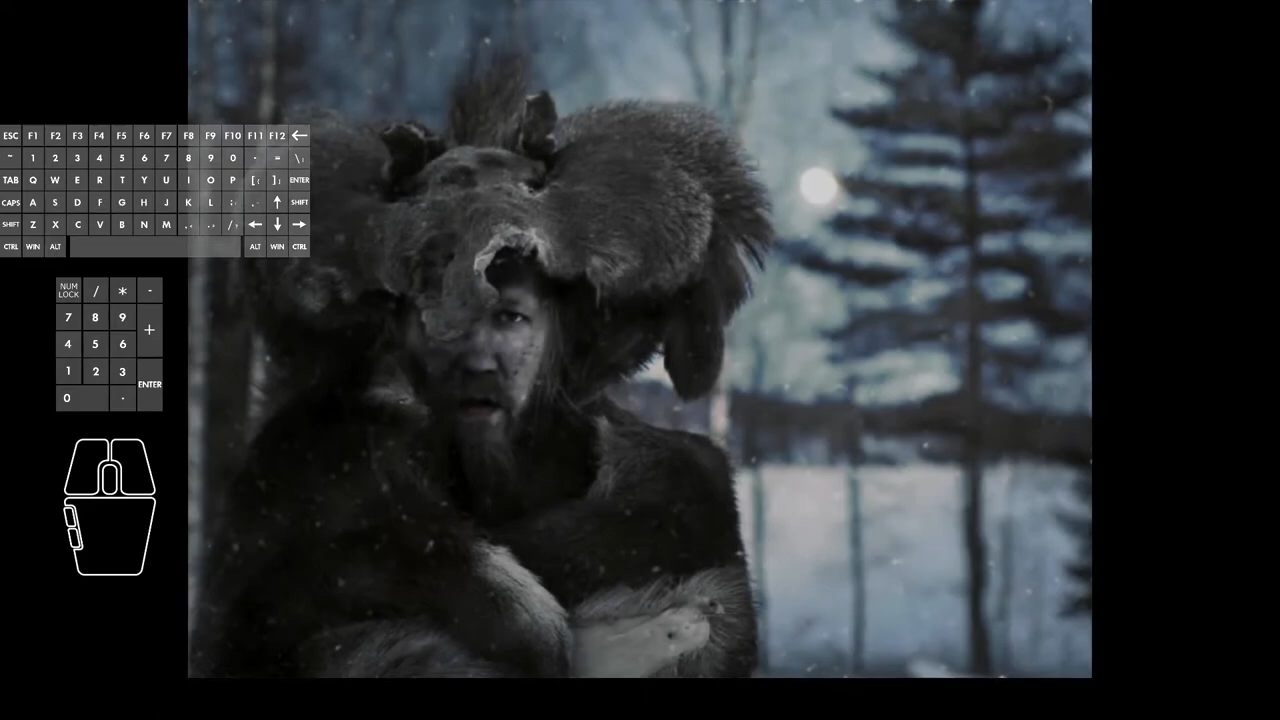 ESC F1 F2 F3 F4 F5 F6 F7 F8 F9 F10 F11 F12 ←
~ 1 2 3 4 5 6 7 8 9 0 - = \
TAB Q W E R T Y U I O P [ ] ENTER
CAPS A S D F G H J K L ; ↑ SHIFT
SHIFT Z X C V B N M , . / ← ↓ →
CTRL WIN ALT ALT WIN CTRL
NUM
LOCK / * -
7 8 9 +
4 5 6
1 2 3 ENTER
0 .